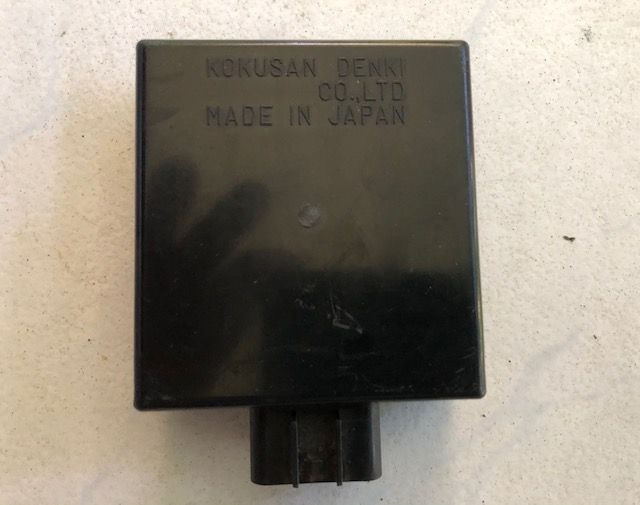 KOKUSAN DENKI
CO.,LTD
MADE IN JAPAN